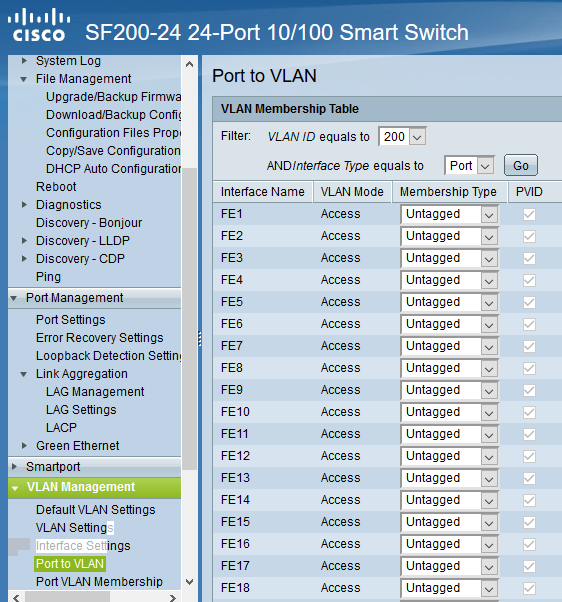 cisco SF200-24 24-Port 10/100 Smart Switch
System Log
File Management
Upgrade/Backup Firmwa
Download/Backup Config
Configuration Files Prope
Copy/Save Configuration
DHCP Auto Configuration
Reboot
Diagnostics
Discovery - Bonjour
Discovery - LLDP
Discovery - CDP
Ping
Port Management
Port Settings
Error Recovery Settings
Loopback Detection Setting
Link Aggregation
LAG Management
LAG Settings
LACP
Green Ethernet
Smartport
VLAN Management
Default VLAN Settings
VLAN Settings
Interface Settings
Port to VLAN
Port VLAN Membership
Port to VLAN
VLAN Membership Table
Filter: VLAN ID equals to 200
AND Interface Type equals to Port Go
Interface Name VLAN Mode Membership Type PVID
FE1 Access Untagged
FE2 Access Untagged
FE3 Access Untagged
FE4 Access Untagged
FE5 Access Untagged
FE6 Access Untagged
FE7 Access Untagged
FE8 Access Untagged
FE9 Access Untagged
FE10 Access Untagged
FE11 Access Untagged
FE12 Access Untagged
FE13 Access Untagged
FE14 Access Untagged
FE15 Access Untagged
FE16 Access Untagged
FE17 Access Untagged
FE18 Access Untagged